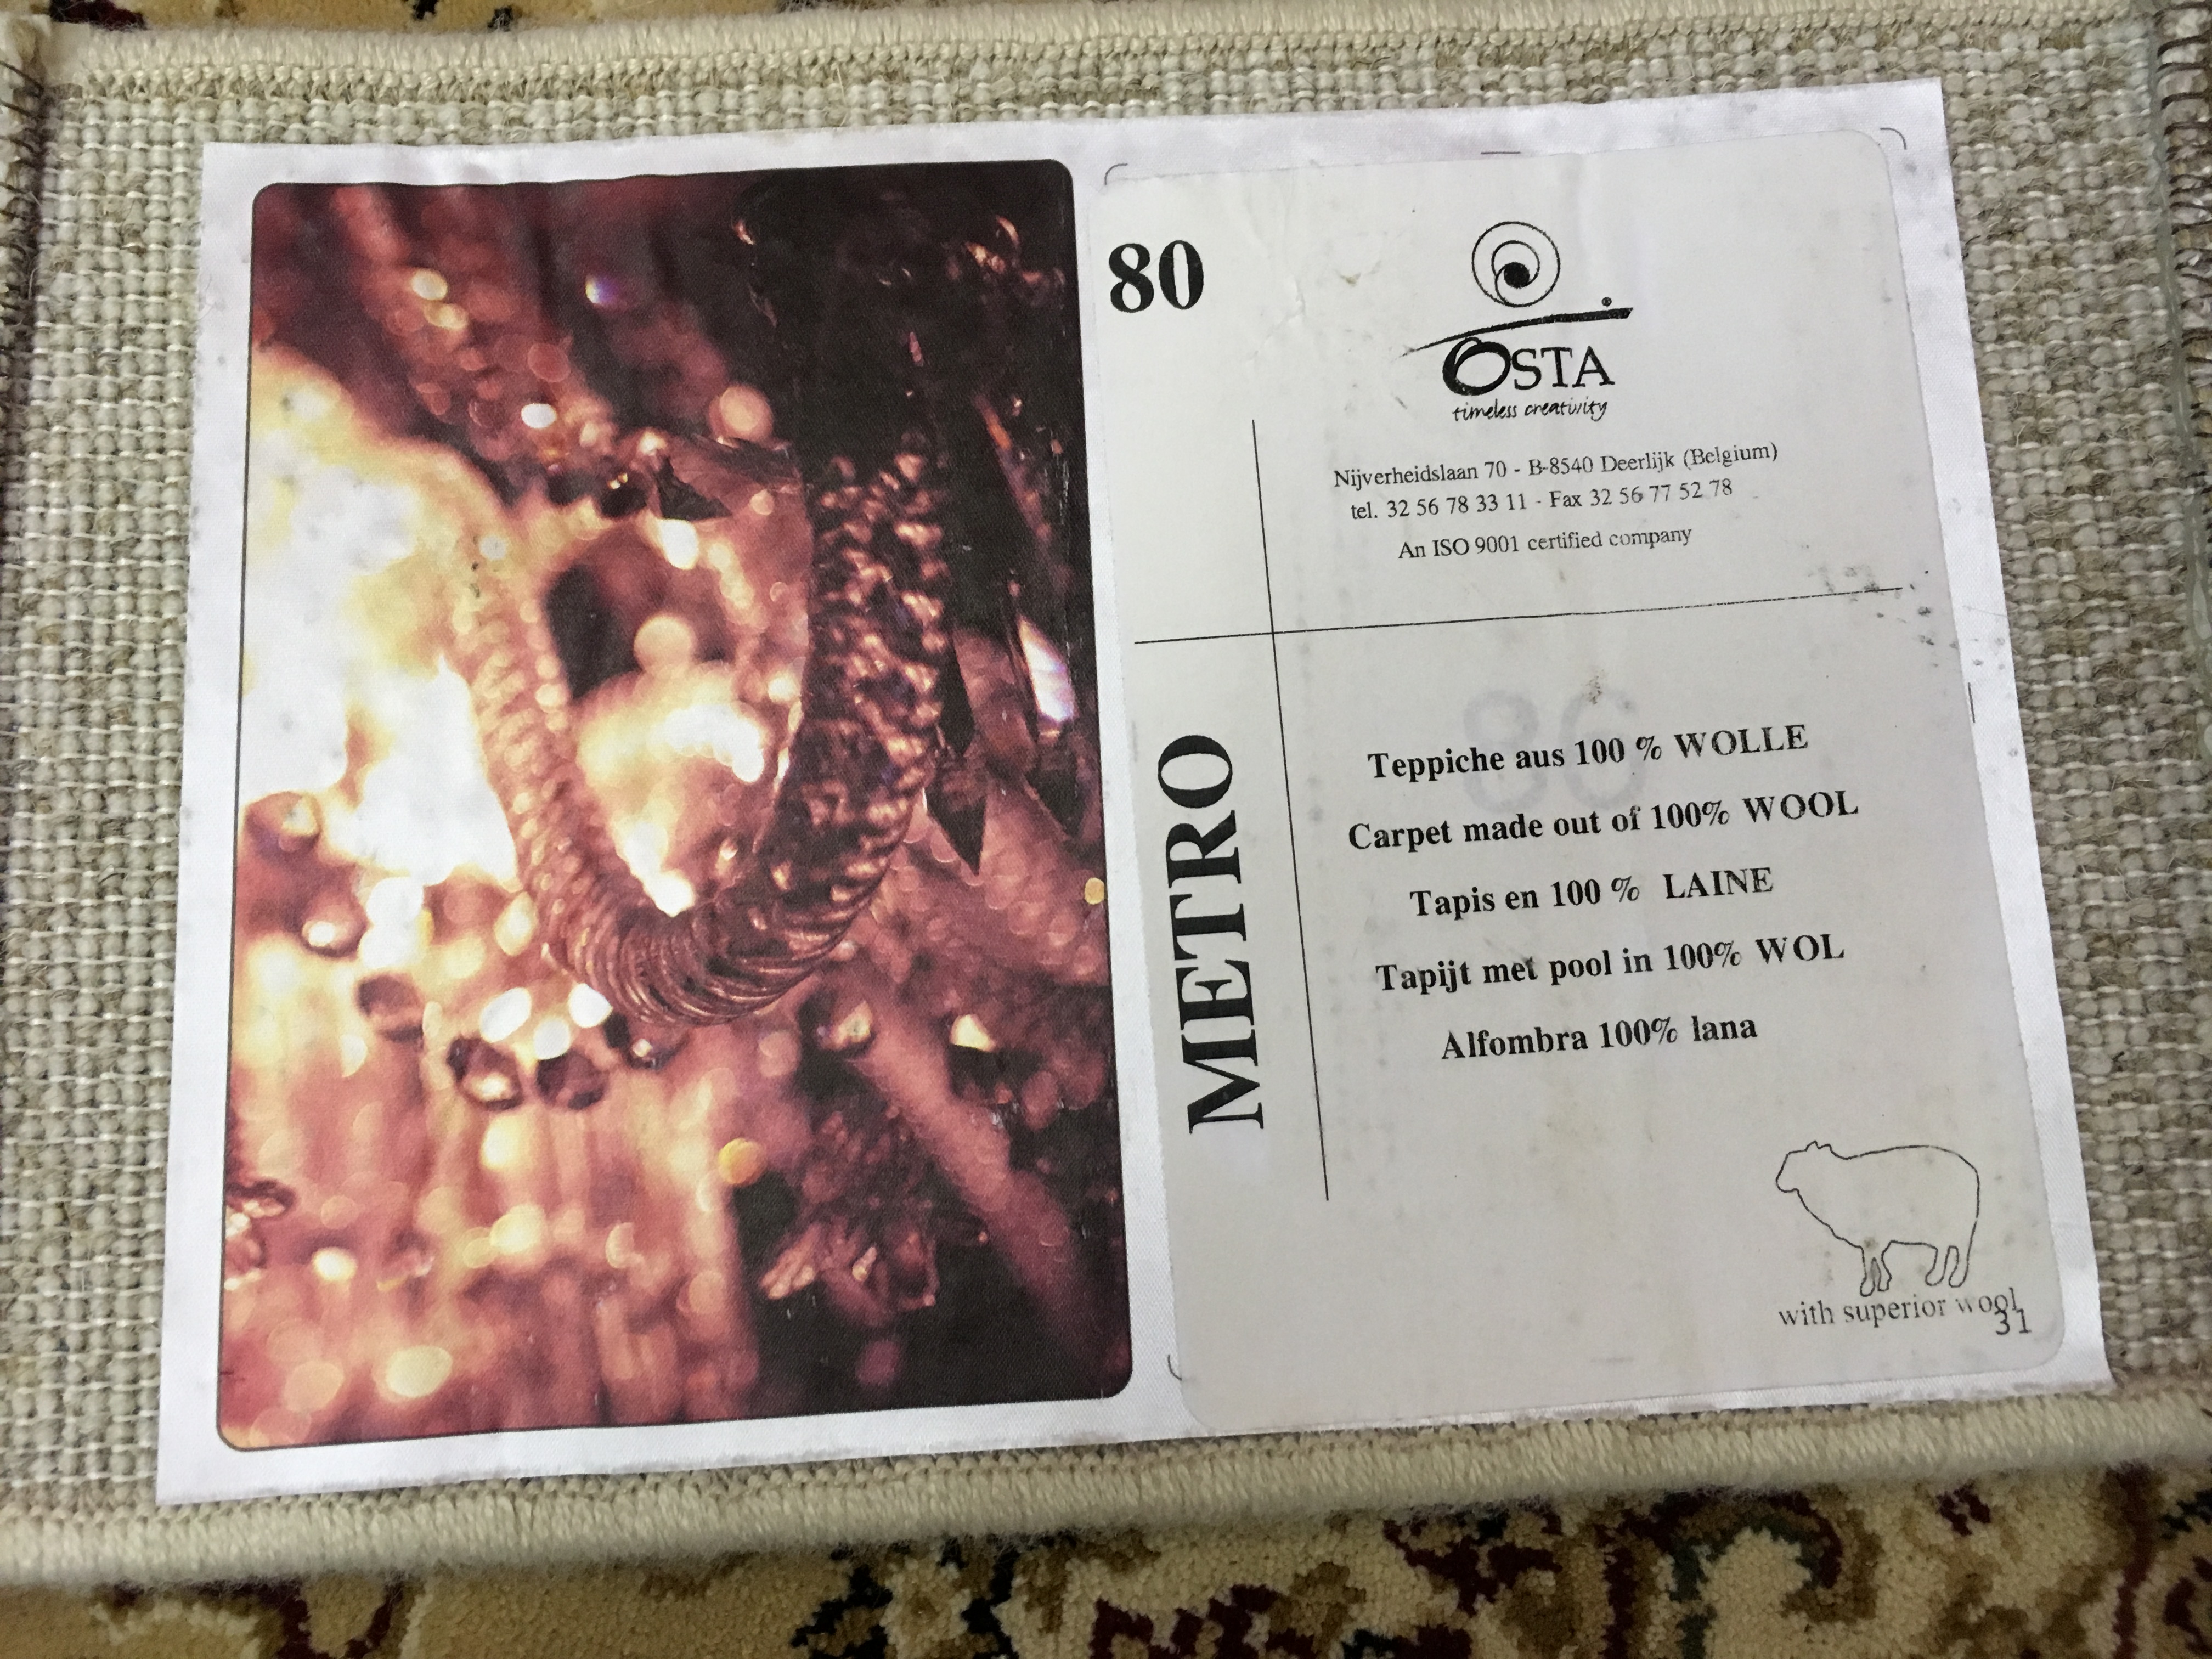 80
OSTA
timeless creativity
Nijverheidslaan 70 - B-8540 Deerlijk (Belgium)
tel. 32 56 78 33 11 - Fax 32 56 77 52 78
An ISO 9001 certified company
METRO
86
Teppiche aus 100 % WOLLE
Carpet made out of 100% WOOL
Tapis en 100 % LAINE
Tapijt met pool in 100% WOL
Alfombra 100% lana
with superior wool
31